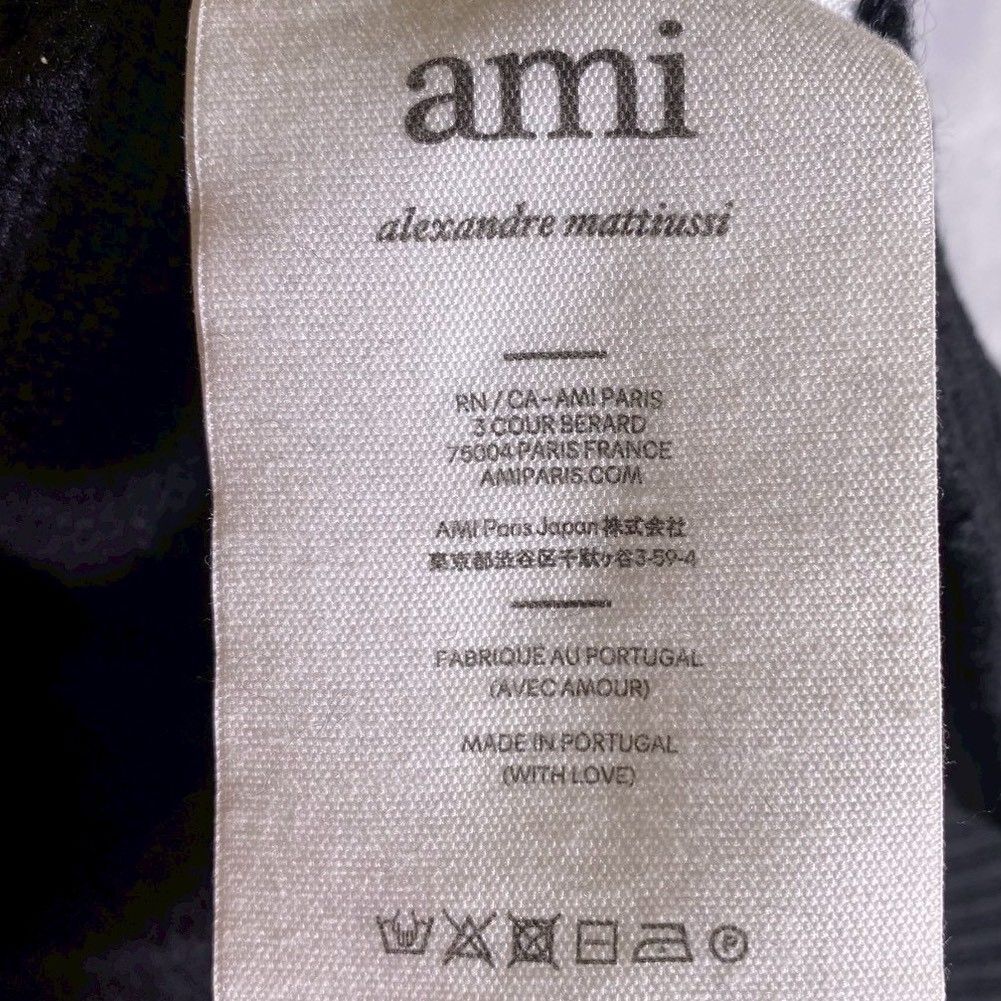 ami
alexandre mattiussi
RN / CA-AMI PARIS
3 COUR BERARD
75004 PARIS FRANCE
AMIPARIS.COM
AMI Paris Japan 株式会社
東京都渋谷区千駄ヶ谷3-59-4
FABRIQUE AU PORTUGAL
(AVEC AMOUR)
MADE IN PORTUGAL
(WITH LOVE)
P